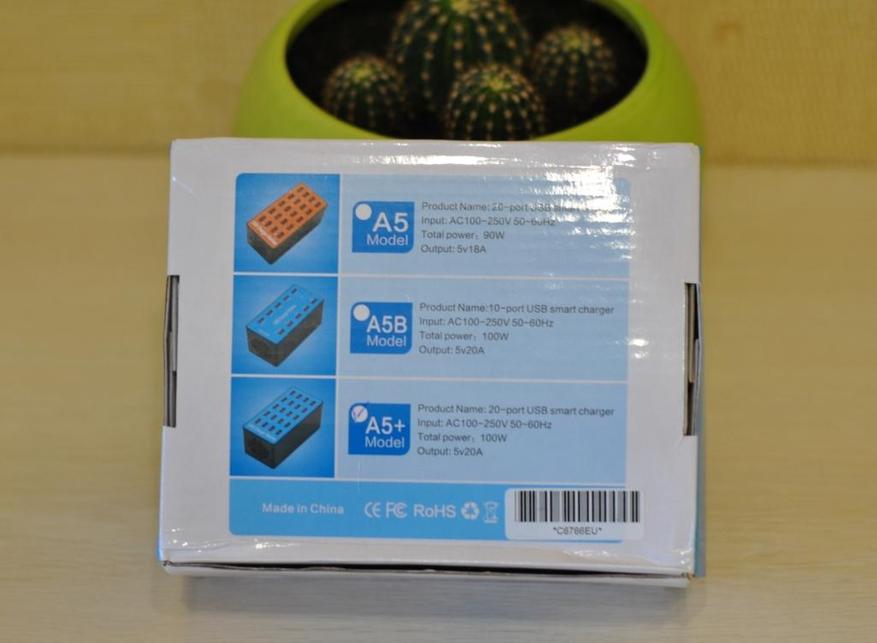 A5
Model
Product Name: 20-port USB smart charger
Input: AC100-250V 50-60Hz
Total power: 90W
Output: 5v18A
A5B
Model
Product Name:10-port USB smart charger
Input: AC100-250V 50-60Hz
Total power: 100W
Output: 5v20A
A5+
Model
Product Name: 20-port USB smart charger
Input: AC100-250V 50-60Hz
Total power: 100W
Output: 5v20A
Made in China CE FC RoHS
*C6766EU*